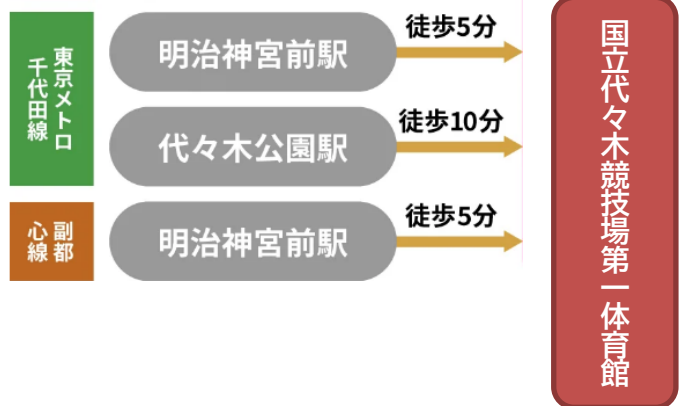 東京メトロ
千代田線
明治神宮前駅
徒歩5分
代々木公園駅
徒歩10分
副都
心線
明治神宮前駅
徒歩5分
国立代々木競技場第一体育館